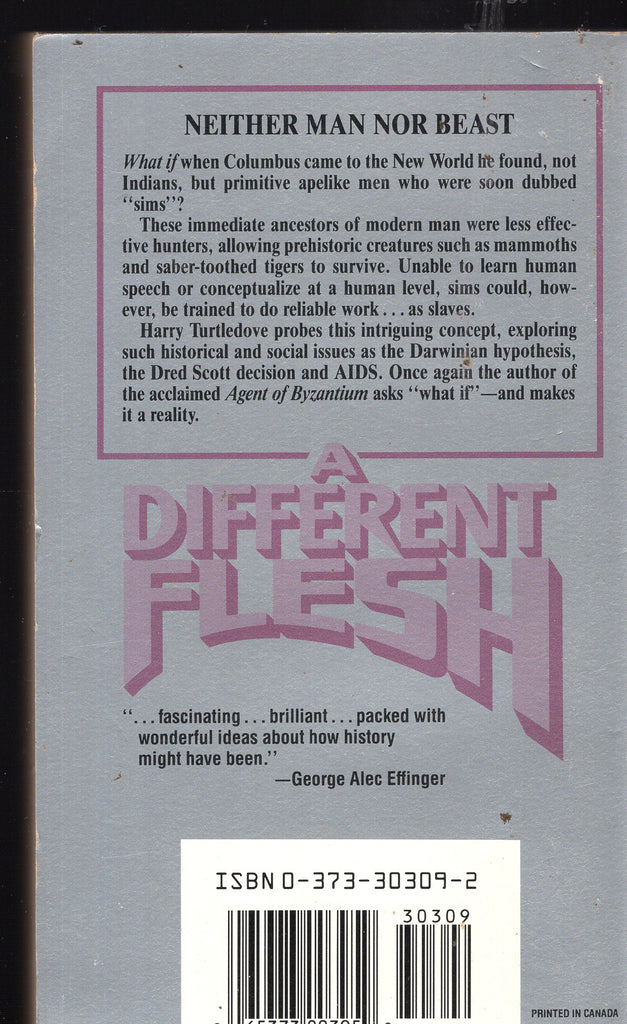 NEITHER MAN NOR BEAST
What if when Columbus came to the New World he found, not
Indians, but primitive apelike men who were soon dubbed
“sims”?
These immediate ancestors of modern man were less effec-
tive hunters, allowing prehistoric creatures such as mammoths
and saber-toothed tigers to survive. Unable to learn human
speech or conceptualize at a human level, sims could, how-
ever, be trained to do reliable work . . . as slaves.
Harry Turtledove probes this intriguing concept, exploring
such historical and social issues as the Darwinian hypothesis,
the Dred Scott decision and AIDS. Once again the author of
the acclaimed Agent of Byzantium asks “what if”—and makes
it a reality.
A
DIFFERENT
FLESH
“. . . fascinating . . . brilliant . . . packed with
wonderful ideas about how history
might have been.”
—George Alec Effinger
ISBN 0-373-30309-2
30309
PRINTED IN CANADA